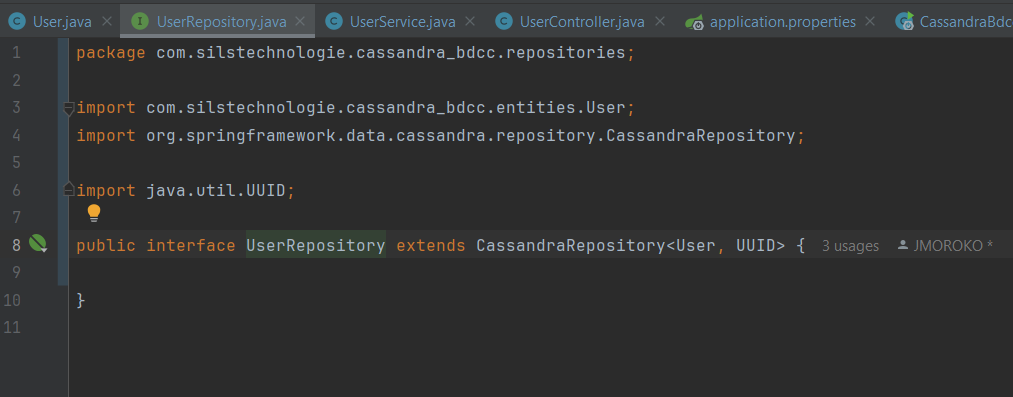 User.java UserRepository.java UserService.java UserController.java application.properties CassandraBdc
1 package com.silstechnologie.cassandra_bdcc.repositories;
2
3 import com.silstechnologie.cassandra_bdcc.entities.User;
4 import org.springframework.data.cassandra.repository.CassandraRepository;
5
6 import java.util.UUID;
7
8 public interface UserRepository extends CassandraRepository<User, UUID> { 3 usages JMOROKO *
9
10 }
11